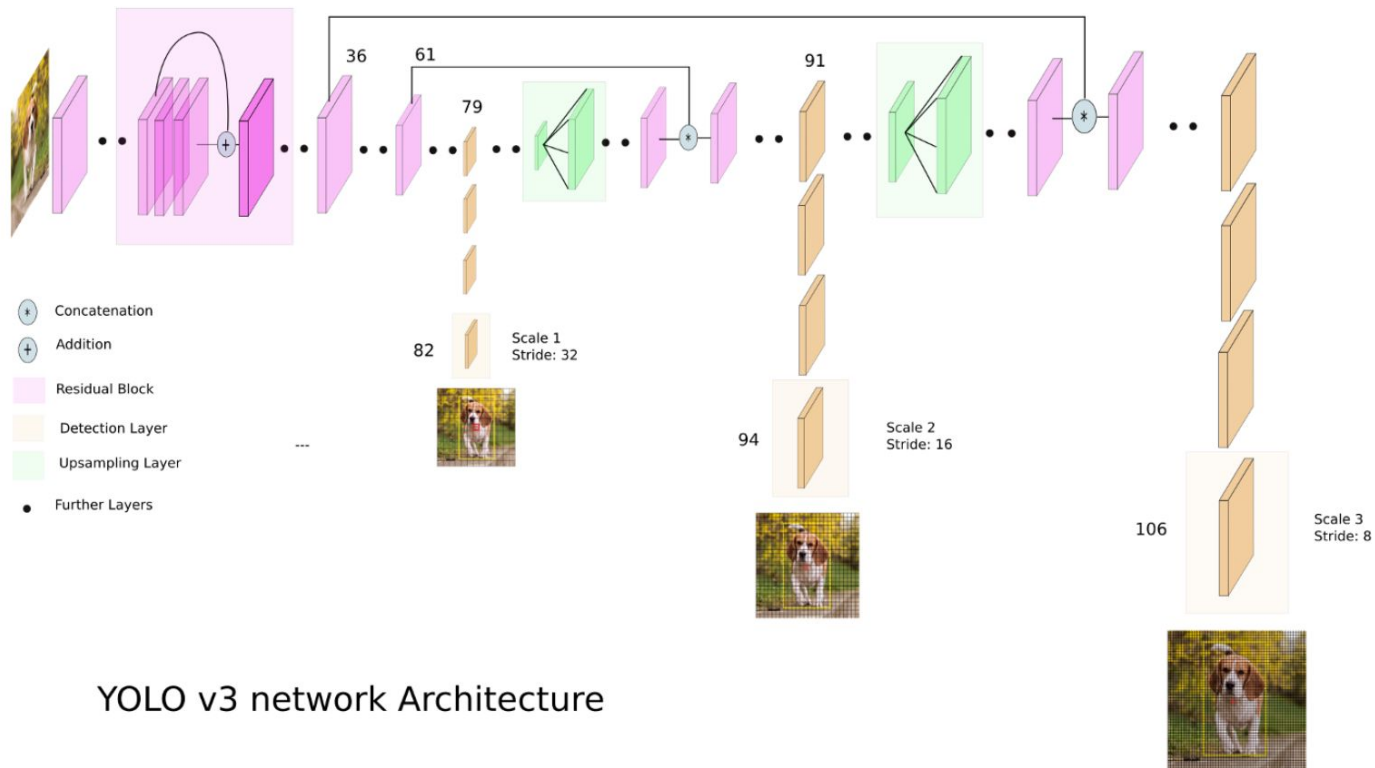 36
61
79
91
+
*
*
* Concatenation
+ Addition
Residual Block
Detection Layer
Upsampling Layer
Further Layers
---
82
Scale 1
Stride: 32
94
Scale 2
Stride: 16
106
Scale 3
Stride: 8
YOLO v3 network Architecture